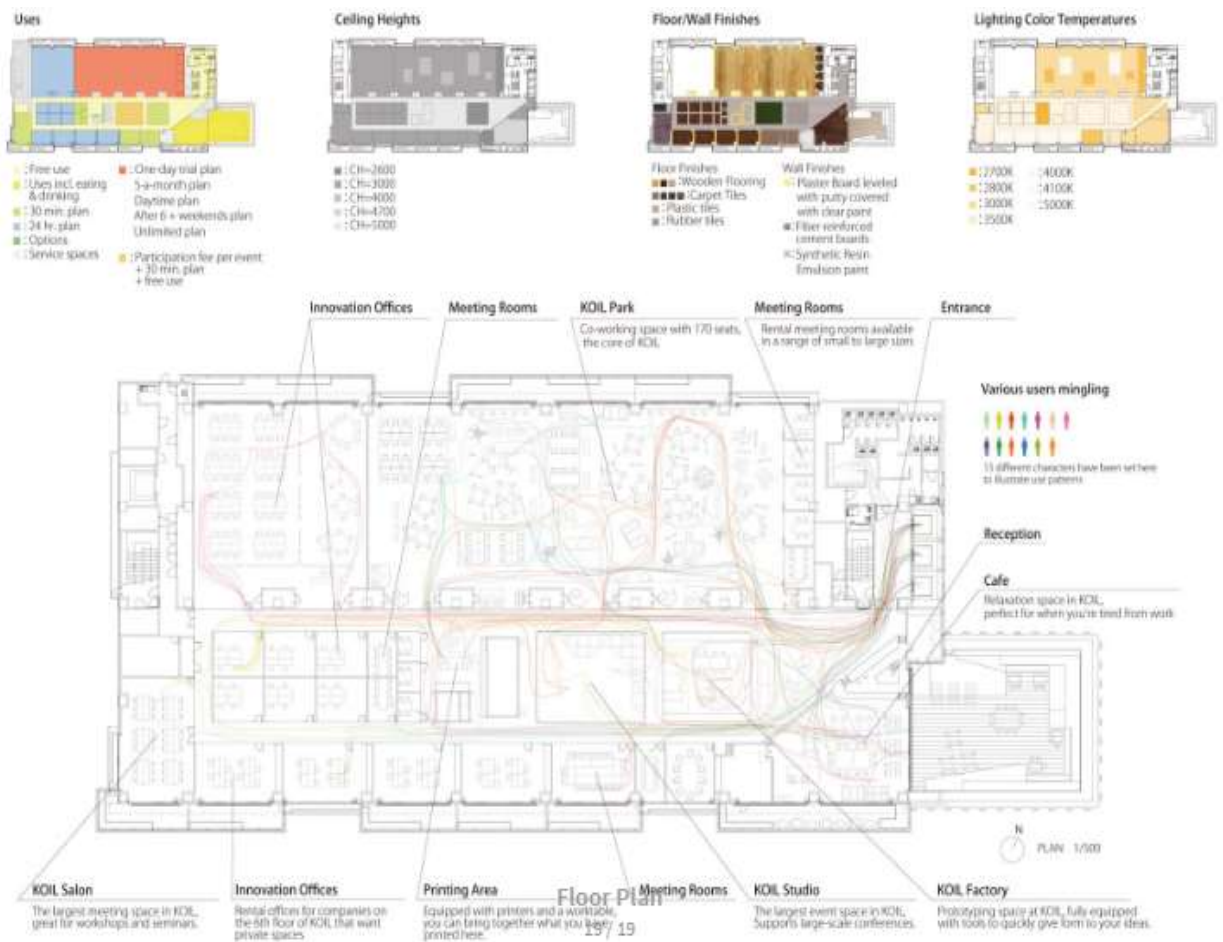 Uses
: Free use
: Uses incl. eating
& drinking
: 30 min. plan
: 24 hr. plan
: Options
: Service spaces
: One-day trial plan
5-a-month plan
Daytime plan
After 6 + weekends plan
Unlimited plan
: Participation fee per event
+ 30 min. plan
+ free use
Ceiling Heights
: CH=2600
: CH=3000
: CH=4000
: CH=4700
: CH=5000
Floor/Wall Finishes
Floor Finishes
: Wooden Flooring
: Carpet Tiles
: Plastic tiles
: Rubber tiles
Wall Finishes
: Plaster Board leveled
with putty covered
with clear paint
: Fiber reinforced
cement boards
: Synthetic Resin
Emulsion paint
Lighting Color Temperatures
: 2700K
: 2800K
: 3000K
: 3500K
: 4000K
: 4100K
: 5000K
Innovation Offices
Meeting Rooms
KOIL Park
Co-working space with 170 seats,
the core of KOIL
Meeting Rooms
Rental meeting rooms available
in a range of small to large sizes
Entrance
Various users mingling
13 different characters have been set here
to illustrate use patterns
Reception
Cafe
Relaxation space in KOIL,
perfect for when you're tired from work
N
PLAN 1/500
KOIL Salon
The largest meeting space in KOIL,
great for workshops and seminars.
Innovation Offices
Rental offices for companies on
the 6th floor of KOIL that want
private spaces
Printing Area
Equipped with printers and a worktable,
you can bring together what you have
printed here.
Floor Plan
19 / 19
Meeting Rooms
KOIL Studio
The largest event space in KOIL,
Supports large-scale conferences.
KOIL Factory
Prototyping space at KOIL, fully equipped
with tools to quickly give form to your ideas.